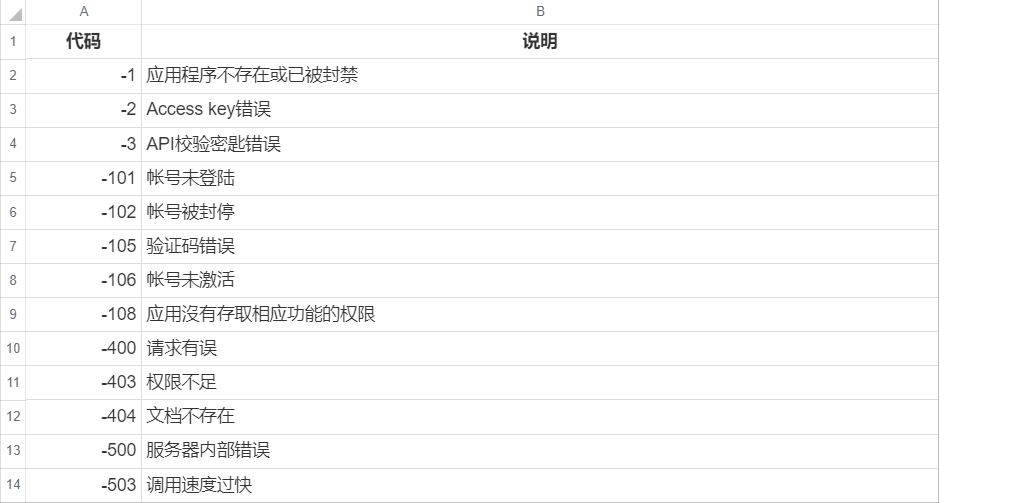 A B
1 代码 说明
2 -1 应用程序不存在或已被封禁
3 -2 Access key错误
4 -3 API校验密匙错误
5 -101 帐号未登陆
6 -102 帐号被封停
7 -105 验证码错误
8 -106 帐号未激活
9 -108 应用沒有存取相应功能的权限
10 -400 请求有误
11 -403 权限不足
12 -404 文档不存在
13 -500 服务器内部错误
14 -503 调用速度过快